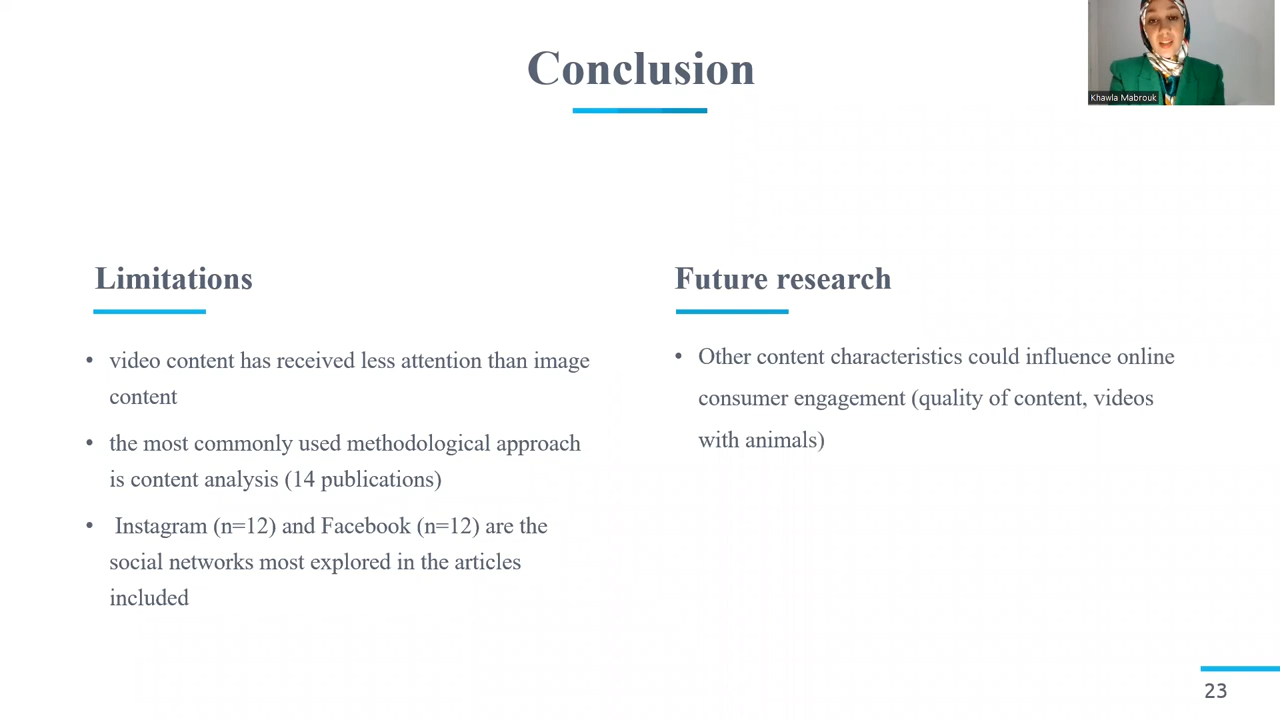 Conclusion
Khawla Mabrouk
Limitations
• video content has received less attention than image
content
• the most commonly used methodological approach
is content analysis (14 publications)
• Instagram (n=12) and Facebook (n=12) are the
social networks most explored in the articles
included
Future research
• Other content characteristics could influence online
consumer engagement (quality of content, videos
with animals)
23